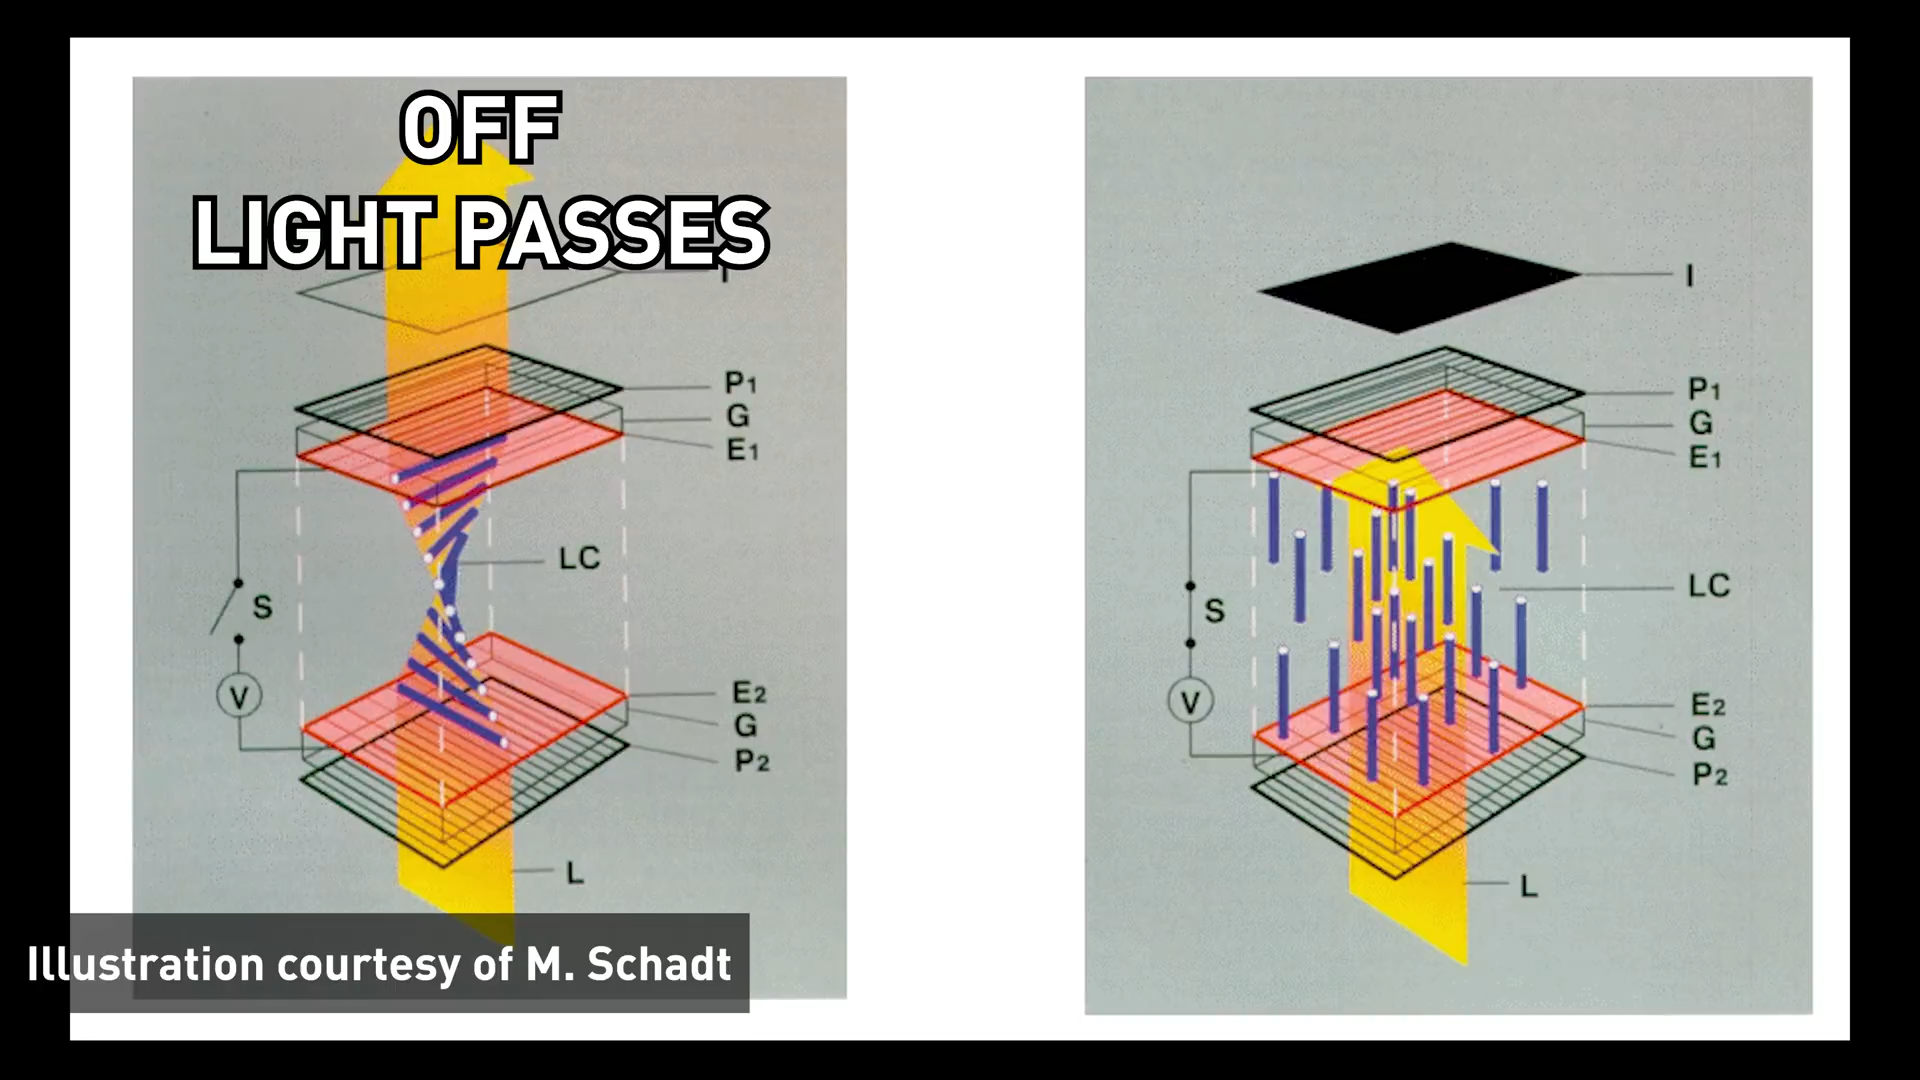 OFF
LIGHT PASSES
I
P1
G
E1
LC
S
V
E2
G
P2
L
Illustration courtesy of M. Schadt
I
P1
G
E1
LC
S
V
E2
G
P2
L